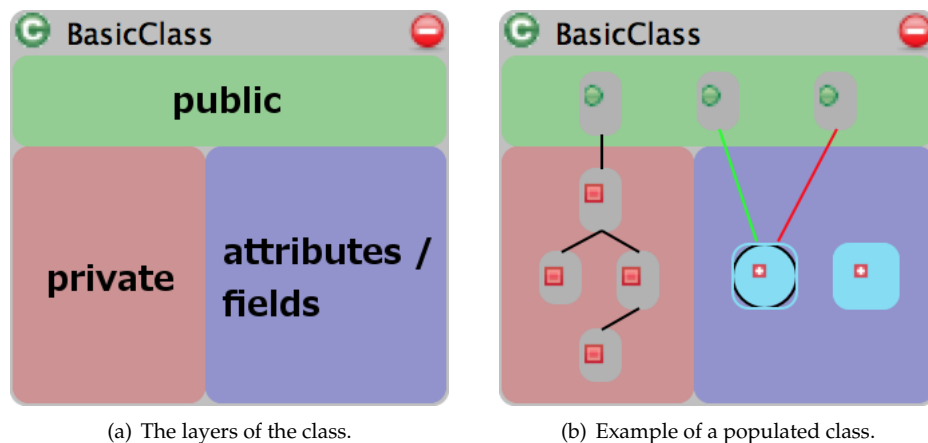 C BasicClass
public
private
attributes /
fields
(a) The layers of the class.
C BasicClass
(b) Example of a populated class.